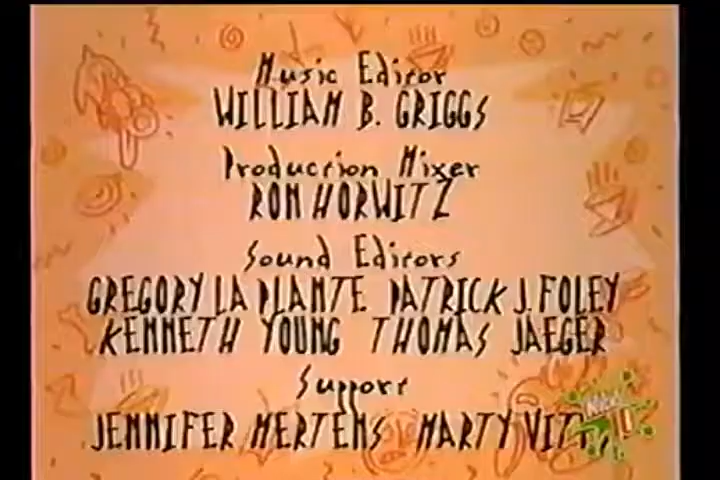 Music Editor
WILLIAM B. GRIGGS
Production Mixer
RON HORWITZ
Sound Editors
GREGORY LA PLANTE PATRICK J. FOLEY
KENNETH YOUNG THOMAS JAEGER
Support
JENNIFER MERTENS MARTY